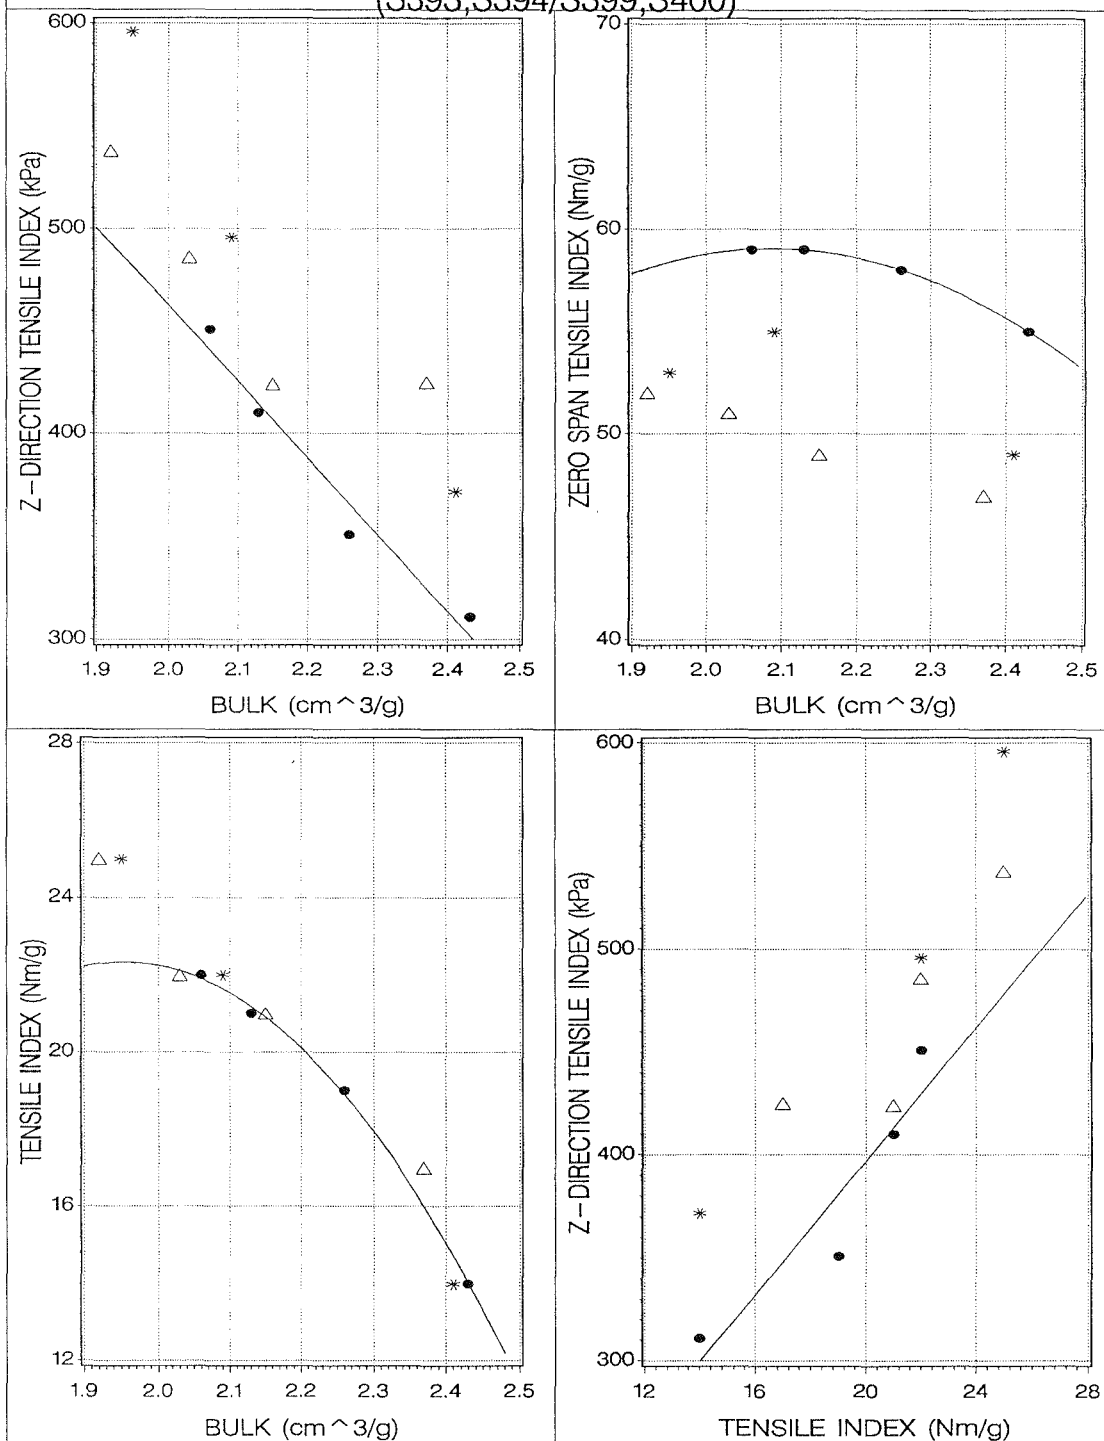 (3393,3394/3399,3400)
600
500
400
300
Z-DIRECTION TENSILE INDEX (kPa)
1.9 2.0 2.1 2.2 2.3 2.4 2.5
BULK (cm^3/g)
70
60
50
40
ZERO SPAN TENSILE INDEX (Nm/g)
1.9 2.0 2.1 2.2 2.3 2.4 2.5
BULK (cm^3/g)
28
24
20
16
12
TENSILE INDEX (Nm/g)
1.9 2.0 2.1 2.2 2.3 2.4 2.5
BULK (cm^3/g)
600
500
400
300
Z-DIRECTION TENSILE INDEX (kPa)
12 16 20 24 28
TENSILE INDEX (Nm/g)